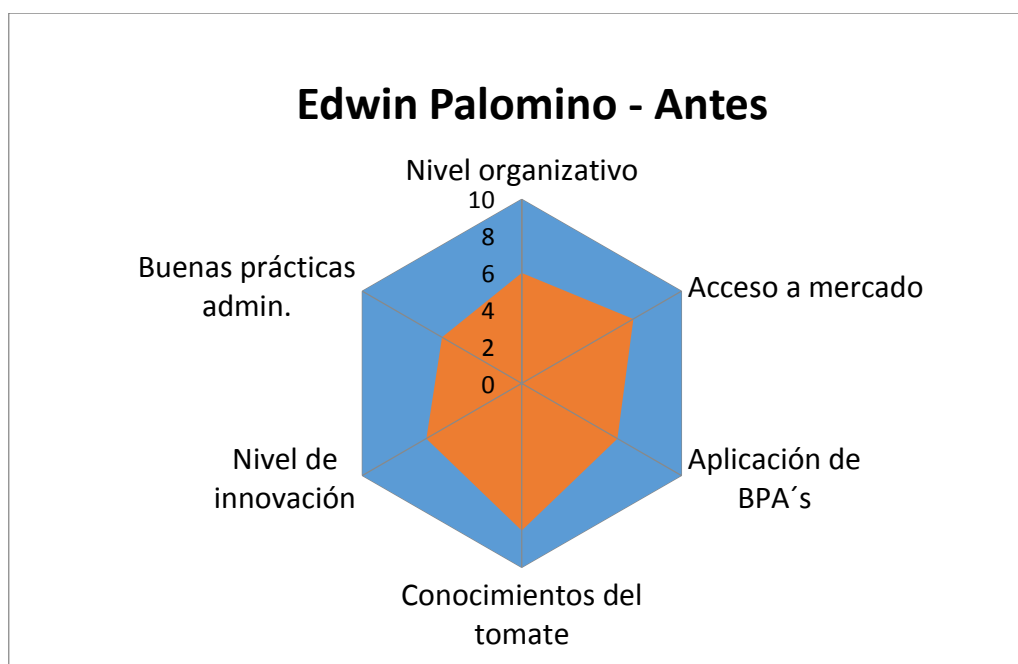 Edwin Palomino - Antes
Nivel organizativo
10
8
6
4
2
0
Acceso a mercado
Aplicación de
BPA´s
Conocimientos del
tomate
Nivel de
innovación
Buenas prácticas
admin.